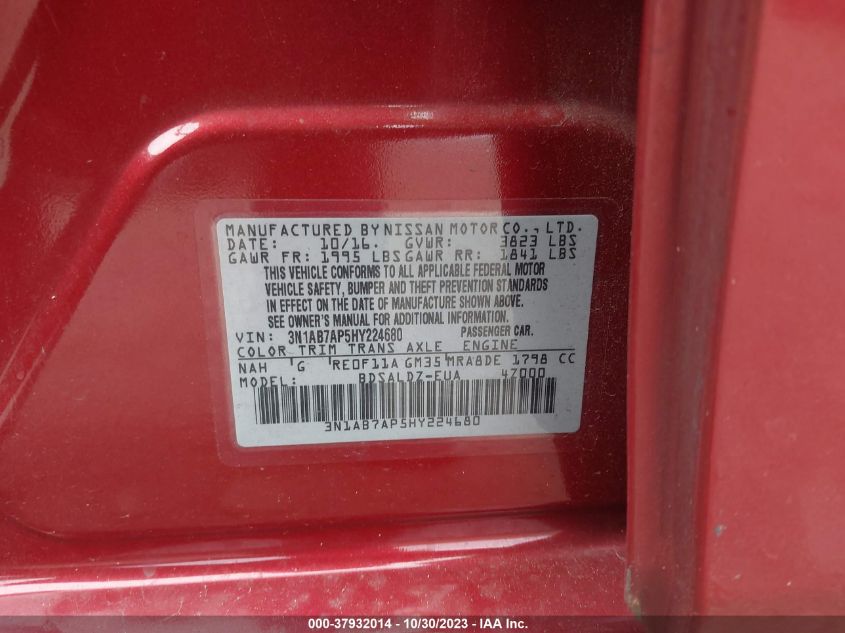 MANUFACTURED BY NISSAN MOTOR CO., LTD.
DATE: 10/16. GVWR: 3823 LBS
GAWR FR: 1995 LBS GAWR RR: 1841 LBS
THIS VEHICLE CONFORMS TO ALL APPLICABLE FEDERAL MOTOR
VEHICLE SAFETY, BUMPER AND THEFT PREVENTION STANDARDS
IN EFFECT ON THE DATE OF MANUFACTURE SHOWN ABOVE.
SEE OWNER'S MANUAL FOR ADDITIONAL INFORMATION.
VIN: 3N1AB7AP5HY224680 PASSENGER CAR.
COLOR TRIM TRANS AXLE ENGINE
NAH G RE0F11A GM35 MRA8DE 1798 CC
MODEL: BDSALDZ-EUA 47000
3N1AB7AP5HY224680
000-37932014 - 10/30/2023 - IAA Inc.